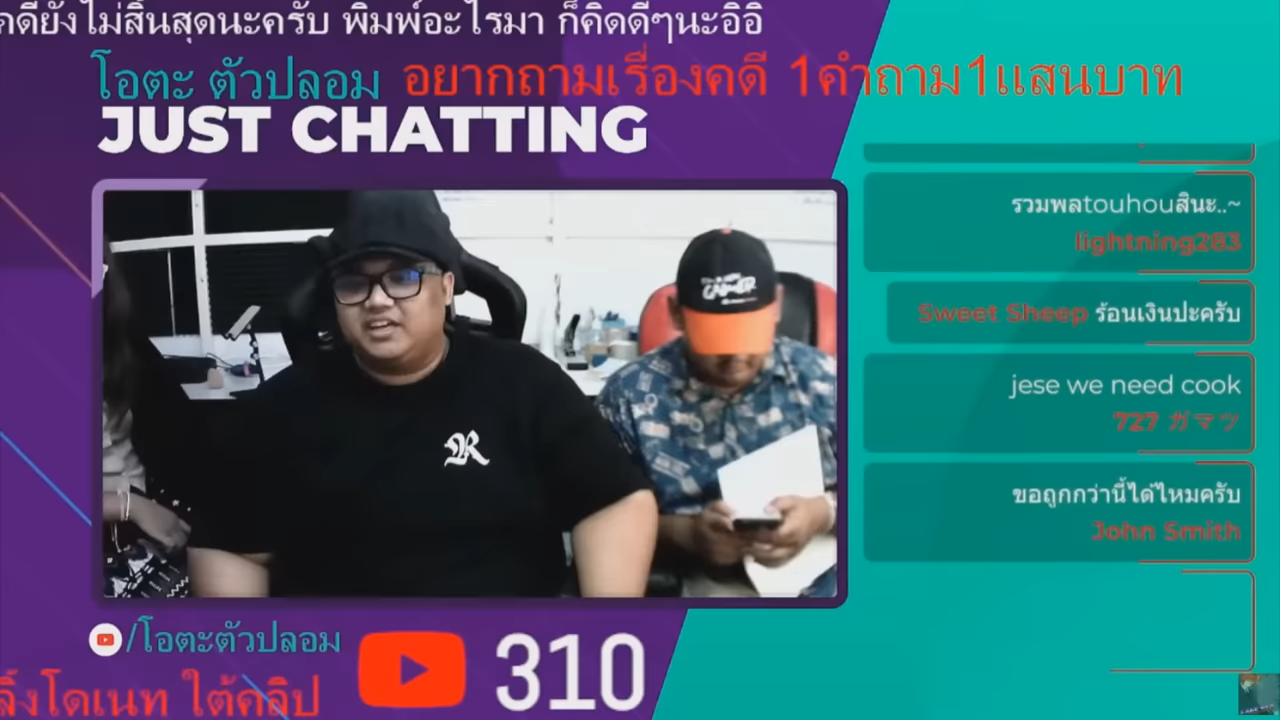 คดียังไม่สิ้นสุดนะครับ พิมพ์อะไรมา ก็คิดดีๆนะอิอิ
โอตะ ตัวปลอม อยากถามเรื่องคดี 1คำถาม1แสนบาท
JUST CHATTING
รวมพลtouhouสินะ..~
lightning283
Sweet Sheep ร้อนเงินปะครับ
jese we need cook
727 ガマツ
ขอถูกกว่านี้ได้ไหมครับ
John Smith
R
/โอตะตัวปลอม
310
ลิ้งโดเนท ใต้คลิป